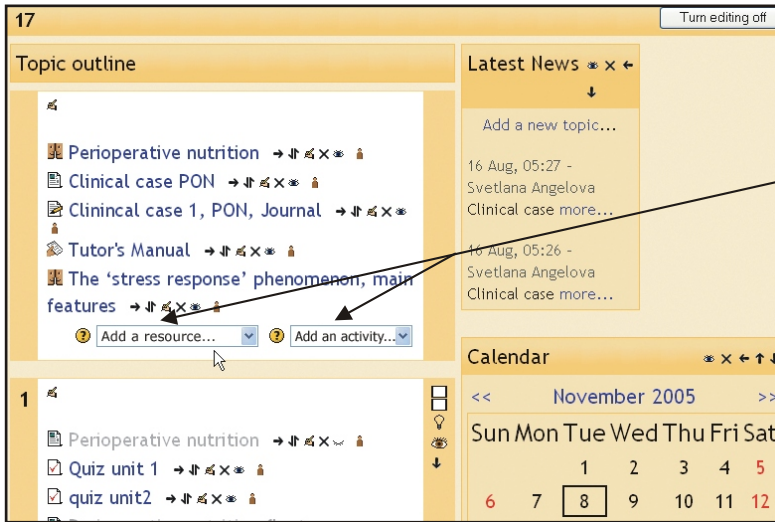 17
Turn editing off
Topic outline
Perioperative nutrition
Clinical case PON
Clinincal case 1, PON, Journal
Tutor's Manual
The ‘stress response’ phenomenon, main
features
Add a resource...
Add an activity...
1
Perioperative nutrition
Quiz unit 1
quiz unit2
Latest News
Add a new topic...
16 Aug, 05:27 -
Svetlana Angelova
Clinical case more...
16 Aug, 05:26 -
Svetlana Angelova
Clinical case more...
Calendar
<< November 2005 >>
Sun Mon Tue Wed Thu Fri Sat
1 2 3 4 5
6 7 8 9 10 11 12